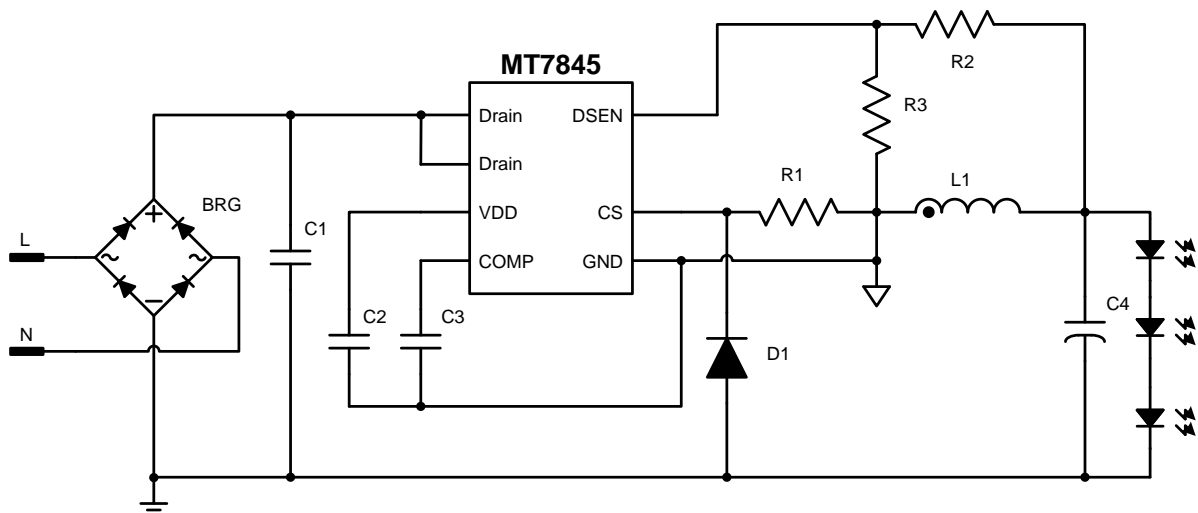 MT7845
R2
Drain
DSEN
R3
Drain
R1
L1
BRG
VDD
CS
C1
L
+
~
~
COMP
GND
−
C2
C3
C4
N
D1